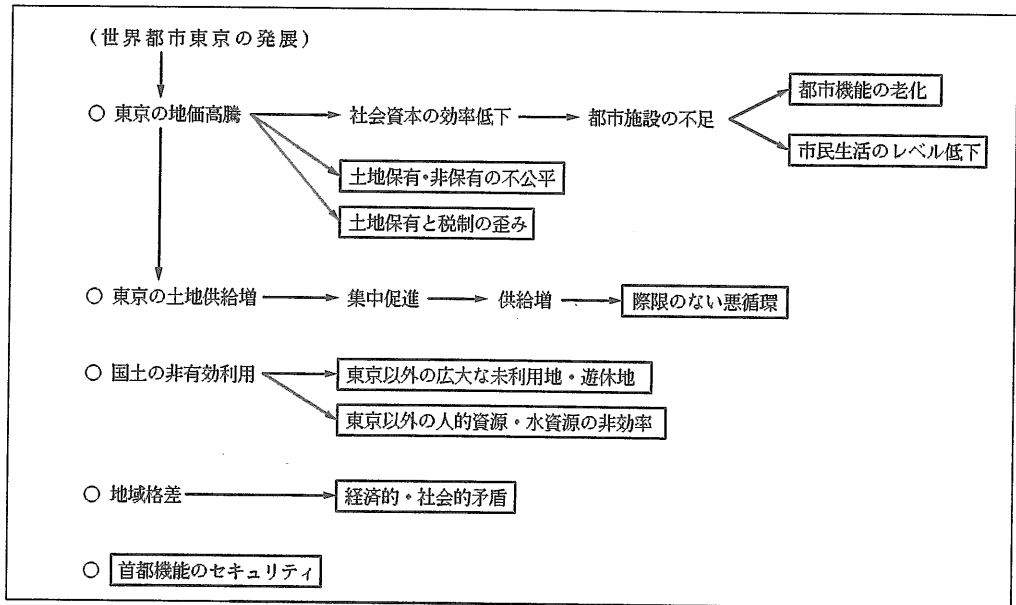 (世界都市東京の発展)
○ 東京の地価高騰 社会資本の効率低下 都市施設の不足 都市機能の老化
市民生活のレベル低下
土地保有・非保有の不公平
土地保有と税制の歪み
○ 東京の土地供給増 集中促進 供給増 際限のない悪循環
○ 国土の非有効利用 東京以外の広大な未利用地・遊休地
東京以外の人的資源・水資源の非効率
○ 地域格差 経済的・社会的矛盾
○ 首都機能のセキュリティ